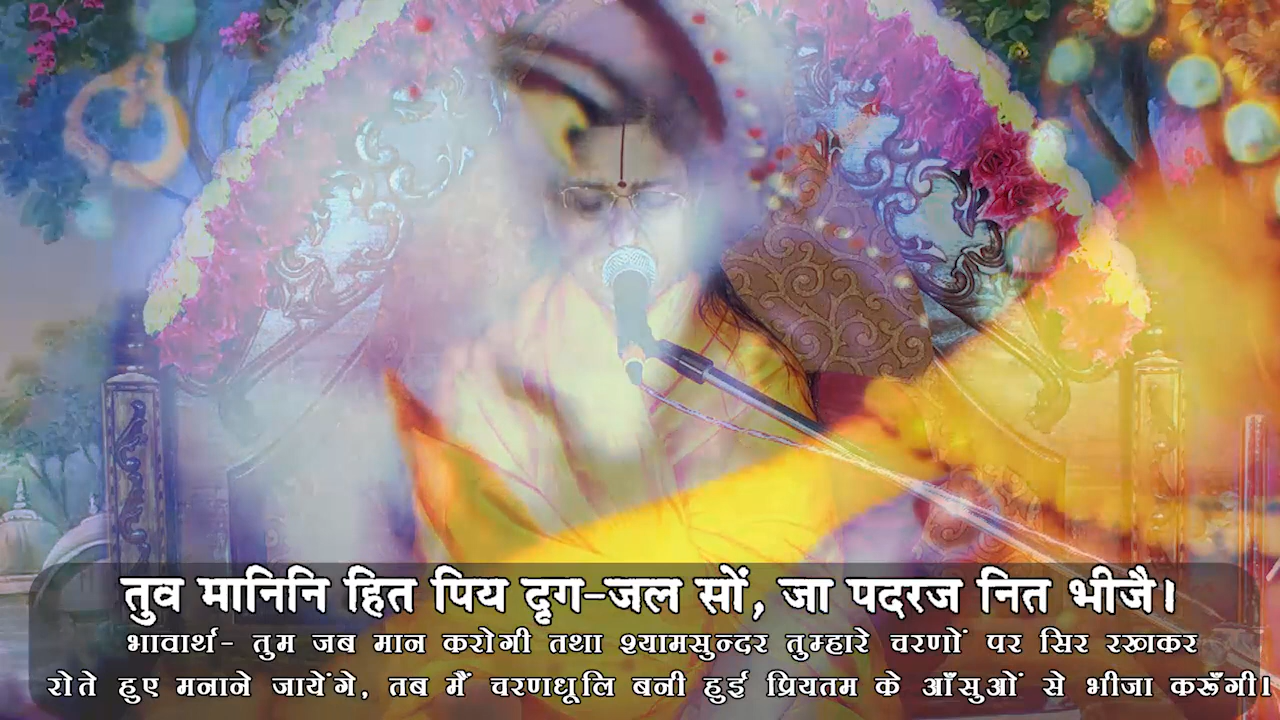 तुव मानिनि हित पिय दृग-जल सों, जा पदरज नित भीजै।
भावार्थ- तुम जब मान करोगी तथा श्यामसुन्दर तुम्हारे चरणों पर सिर रखकर
रोते हुए मनाने जायेंगे, तब मैं चरणधूलि बनी हुई प्रियतम के आँसुओं से भीजा करूँगी।